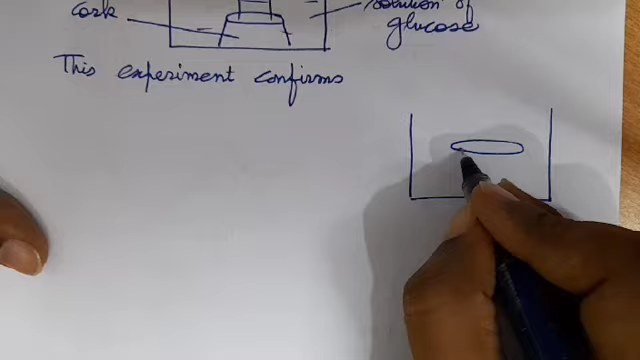 cork
solution of
glucose
This experiment confirms